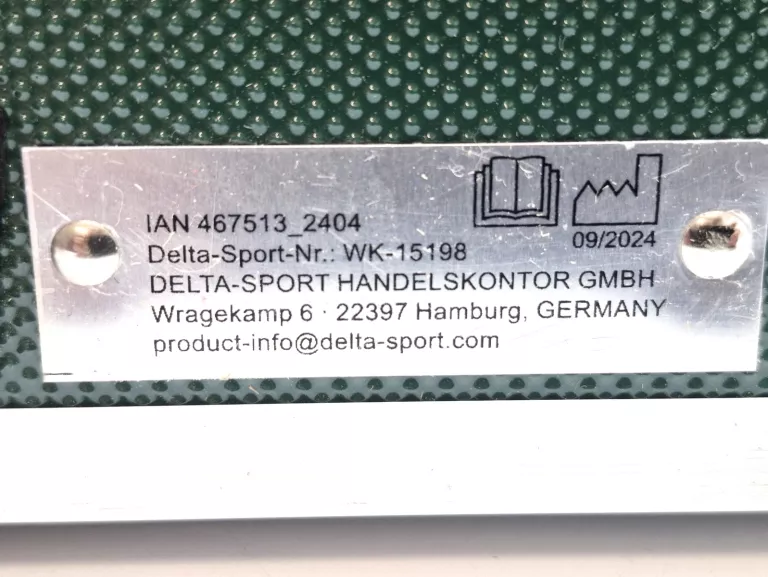 IAN 467513_2404
09/2024
Delta-Sport-Nr.: WK-15198
DELTA-SPORT HANDELSKONTOR GMBH
Wragekamp 6 · 22397 Hamburg, GERMANY
product-info@delta-sport.com